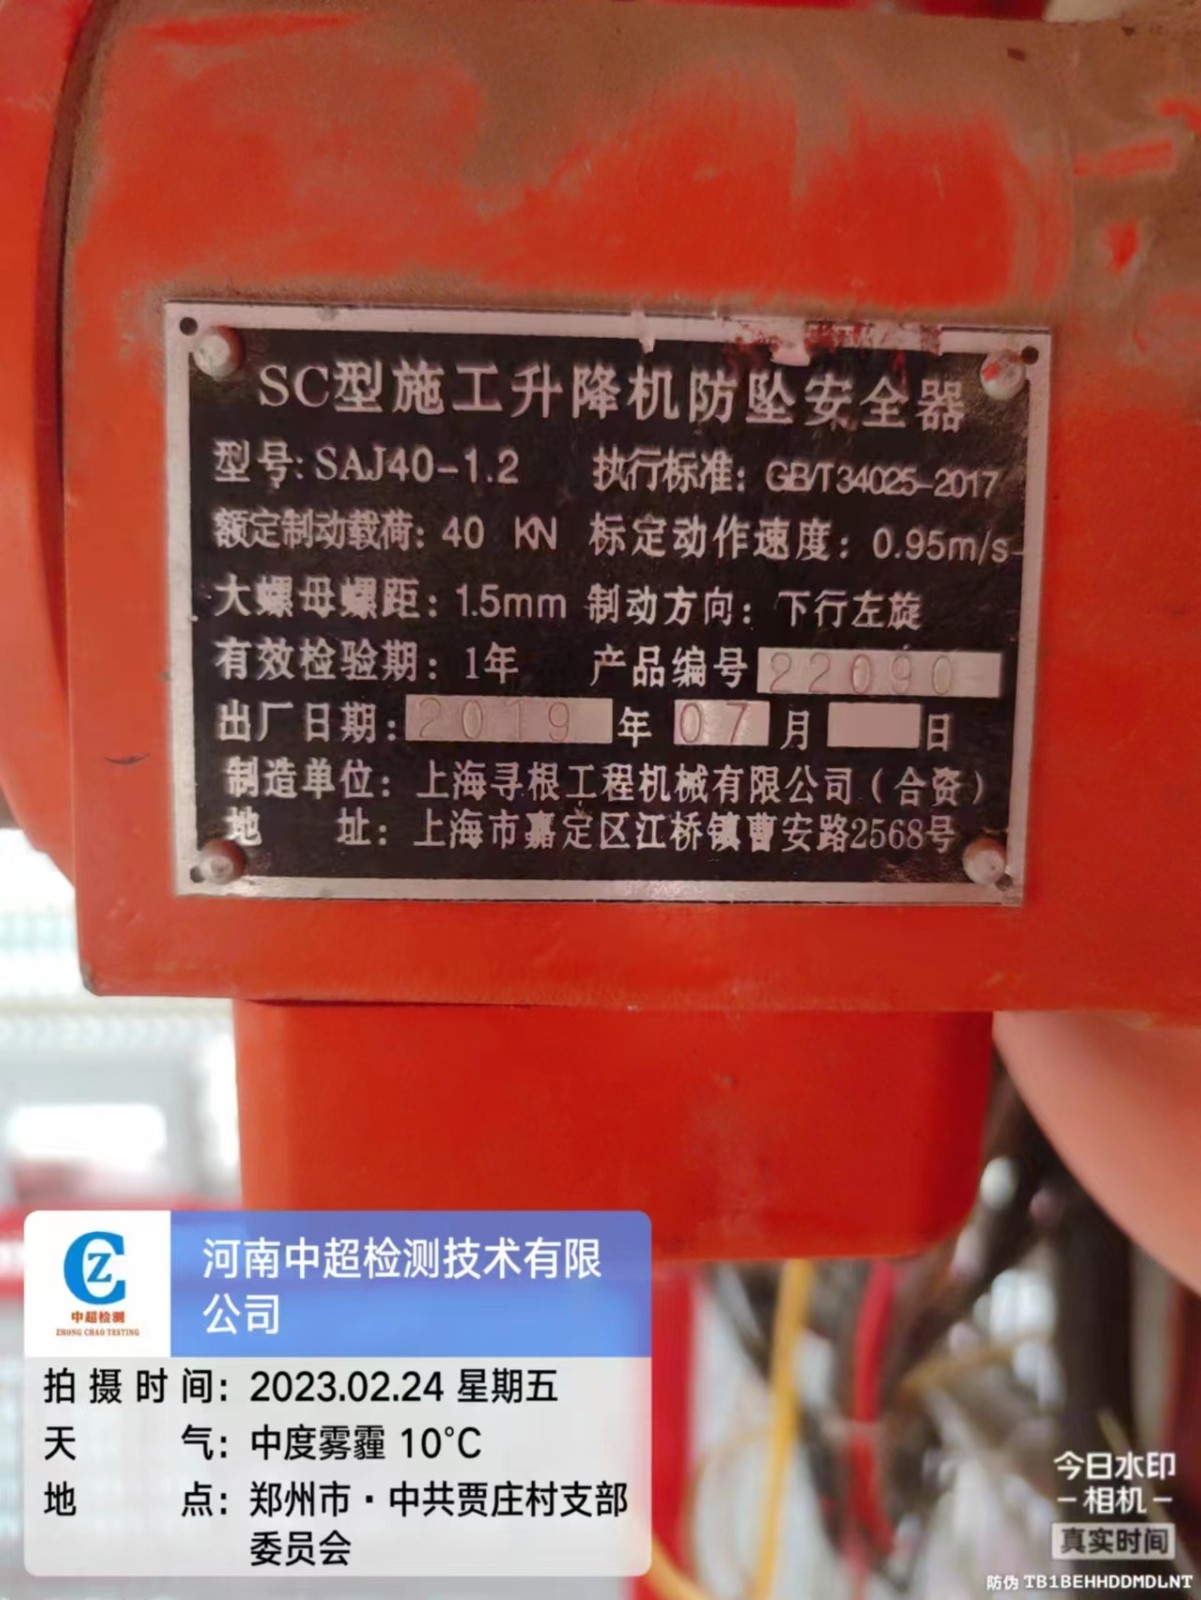 SC型施工升降机防坠安全器
型号: SAJ40-1.2 执行标准: GB/T34025-2017
额定制动载荷: 40 KN 标定动作速度: 0.95m/s
大螺母螺距: 1.5mm 制动方向: 下行左旋
有效检验期: 1年 产品编号 22090
出厂日期: 2019 年 07 月 日
制造单位: 上海寻根工程机械有限公司(合资)
地 址: 上海市嘉定区江桥镇曹安路2568号
CZ
中超检测
ZHONG CHAO TESTING
河南中超检测技术有限
公司
拍摄时间: 2023.02.24 星期五
天 气: 中度雾霾 10°C
地 点: 郑州市·中共贾庄村支部
委员会
今日水印
-相机-
真实时间
防伪 TB1BEHHDDMDLNT